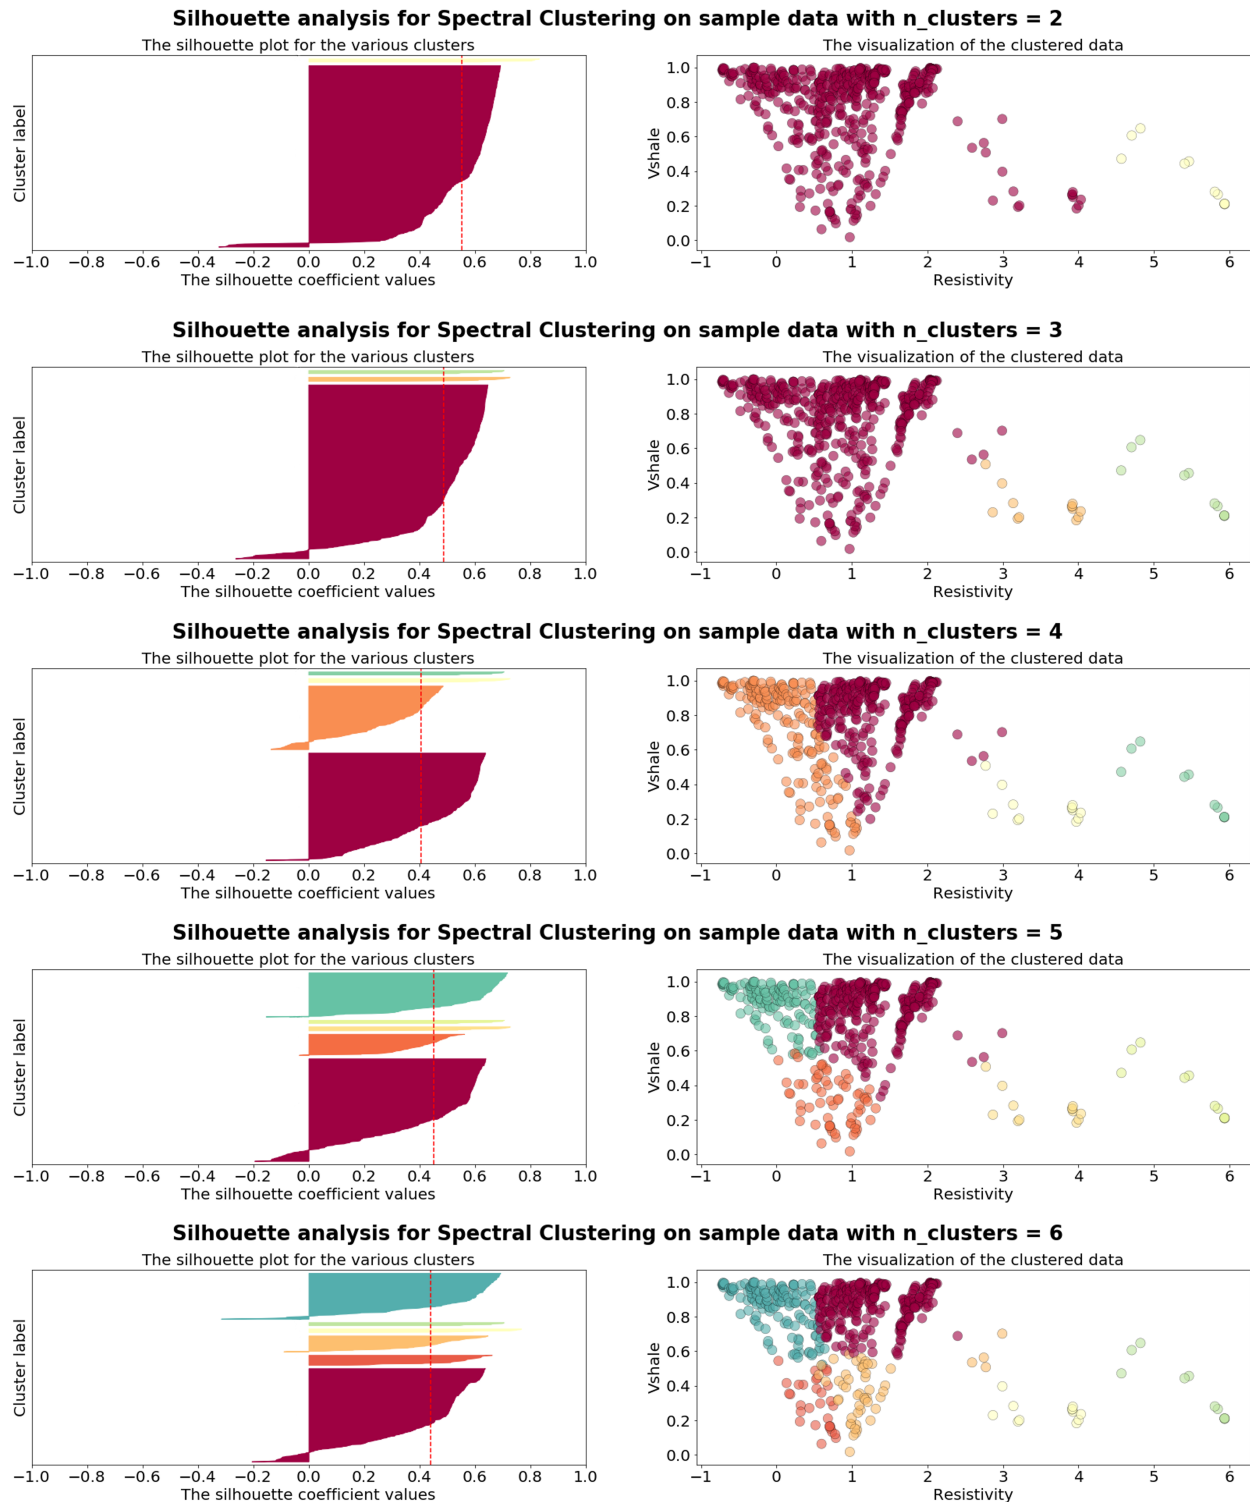 Silhouette analysis for Spectral Clustering on sample data with n_clusters = 2
The silhouette plot for the various clusters
Cluster label
−1.0 −0.8 −0.6 −0.4 −0.2 0.0 0.2 0.4 0.6 0.8 1.0
The silhouette coefficient values
The visualization of the clustered data
Vshale
1.0
0.8
0.6
0.4
0.2
0.0
−1 0 1 2 3 4 5 6
Resistivity
Silhouette analysis for Spectral Clustering on sample data with n_clusters = 3
The silhouette plot for the various clusters
Cluster label
−1.0 −0.8 −0.6 −0.4 −0.2 0.0 0.2 0.4 0.6 0.8 1.0
The silhouette coefficient values
The visualization of the clustered data
Vshale
1.0
0.8
0.6
0.4
0.2
0.0
−1 0 1 2 3 4 5 6
Resistivity
Silhouette analysis for Spectral Clustering on sample data with n_clusters = 4
The silhouette plot for the various clusters
Cluster label
−1.0 −0.8 −0.6 −0.4 −0.2 0.0 0.2 0.4 0.6 0.8 1.0
The silhouette coefficient values
The visualization of the clustered data
Vshale
1.0
0.8
0.6
0.4
0.2
0.0
−1 0 1 2 3 4 5 6
Resistivity
Silhouette analysis for Spectral Clustering on sample data with n_clusters = 5
The silhouette plot for the various clusters
Cluster label
−1.0 −0.8 −0.6 −0.4 −0.2 0.0 0.2 0.4 0.6 0.8 1.0
The silhouette coefficient values
The visualization of the clustered data
Vshale
1.0
0.8
0.6
0.4
0.2
0.0
−1 0 1 2 3 4 5 6
Resistivity
Silhouette analysis for Spectral Clustering on sample data with n_clusters = 6
The silhouette plot for the various clusters
Cluster label
−1.0 −0.8 −0.6 −0.4 −0.2 0.0 0.2 0.4 0.6 0.8 1.0
The silhouette coefficient values
The visualization of the clustered data
Vshale
1.0
0.8
0.6
0.4
0.2
0.0
−1 0 1 2 3 4 5 6
Resistivity